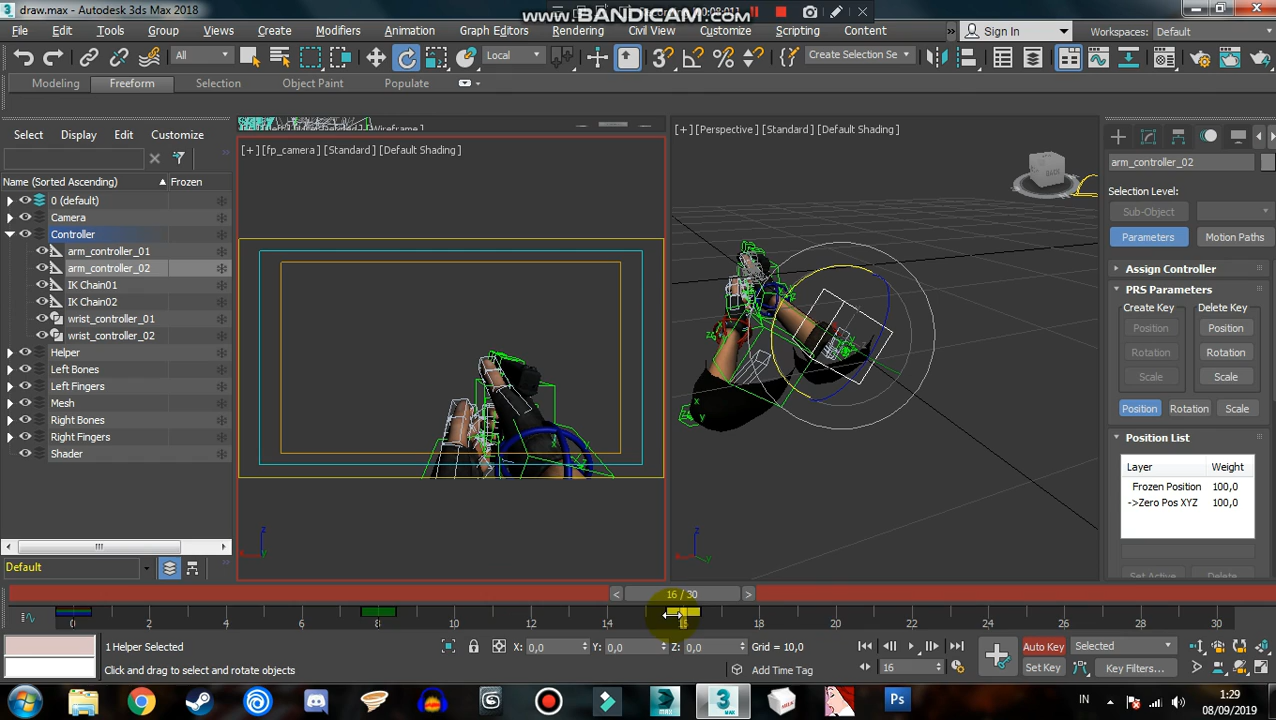 draw.max - Autodesk 3ds Max 2018
www.BANDICAM.com
File Edit Tools Group Views Create Modifiers Animation Graph Editors Rendering Civil View Customize Scripting Content » Sign In Workspaces: Default
All Local Create Selection Se
Modeling Freeform Selection Object Paint Populate
Select Display Edit Customize
Name (Sorted Ascending) Frozen
0 (default)
Camera
Controller
arm_controller_01
arm_controller_02
IK Chain01
IK Chain02
wrist_controller_01
wrist_controller_02
Helper
Left Bones
Left Fingers
Mesh
Right Bones
Right Fingers
Shader
Default
[+] [fp_camera] [Standard] [Default Shading]
[+] [Perspective] [Standard] [Default Shading]
BACK
arm_controller_02
Selection Level:
Sub-Object
Parameters Motion Paths
Assign Controller
PRS Parameters
Create Key Delete Key
Position Position
Rotation Rotation
Scale Scale
Position Rotation Scale
Position List
Layer Weight
Frozen Position 100,0
->Zero Pos XYZ 100,0
Set Active Delete
< 16 / 30 >
0 2 4 6 8 10 12 14 16 18 20 22 24 26 28 30
1 Helper Selected X: 0,0 Y: 0,0 Z: 0,0 Grid = 10,0 Auto Key Selected
Click and drag to select and rotate objects Add Time Tag Set Key Key Filters... 16
IN 1:29
08/09/2019